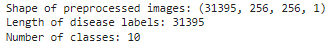 Shape of preprocessed images: (31395, 256, 256, 1)
Length of disease labels: 31395
Number of classes: 10